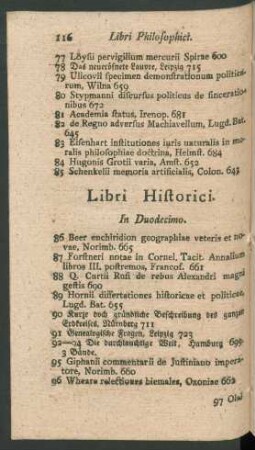 116 Libri Philosophici.
77 Löysii pervigilium mercurii Spirae 600
78 Das neueröfnete Louvre, Leipzig 715
79 Ulicovii specimen demonstrationum politica-
rum, Wilna 659
80 Stypmanni discursus politicus de sinceratio-
nibus 672
81 Academia status, Irenop. 681
82 de Regno adversus Machiavellum, Lugd. Bat.
645
83 Eisenhart institutiones iuris naturalis in mo-
ralis philosophiae doctrina, Helmst. 684
84 Hugonis Grotii varia, Amst. 652
85 Schenkelii memoria artificialis, Colon. 643
Libri Historici.
In Duodecimo.
86 Beer enchiridion geographiae veteris et no-
vae, Norimb. 665
87 Forstneri notae in Cornel. Tacit. Annalium
libros III. postremos, Francof. 661
88 Q. Curtii Rufi de rebus Alexandri magni
gestis 690
89 Hornii dissertationes historicae et politicae,
Lugd. Bat. 655
90 Kurze doch gründliche Beschreibung des ganzen
Erdkreises, Nürnberg 711
91 Genealogische Fragen, Leipzig 723
92-94 Die durchlauchtige Welt, Hamburg 699
3 Bände.
95 Giphanii commentarii de Justiniano impera-
tore, Norimb. 660
96 Wheare relectiones hiemales, Oxoniae 662
97 Olai